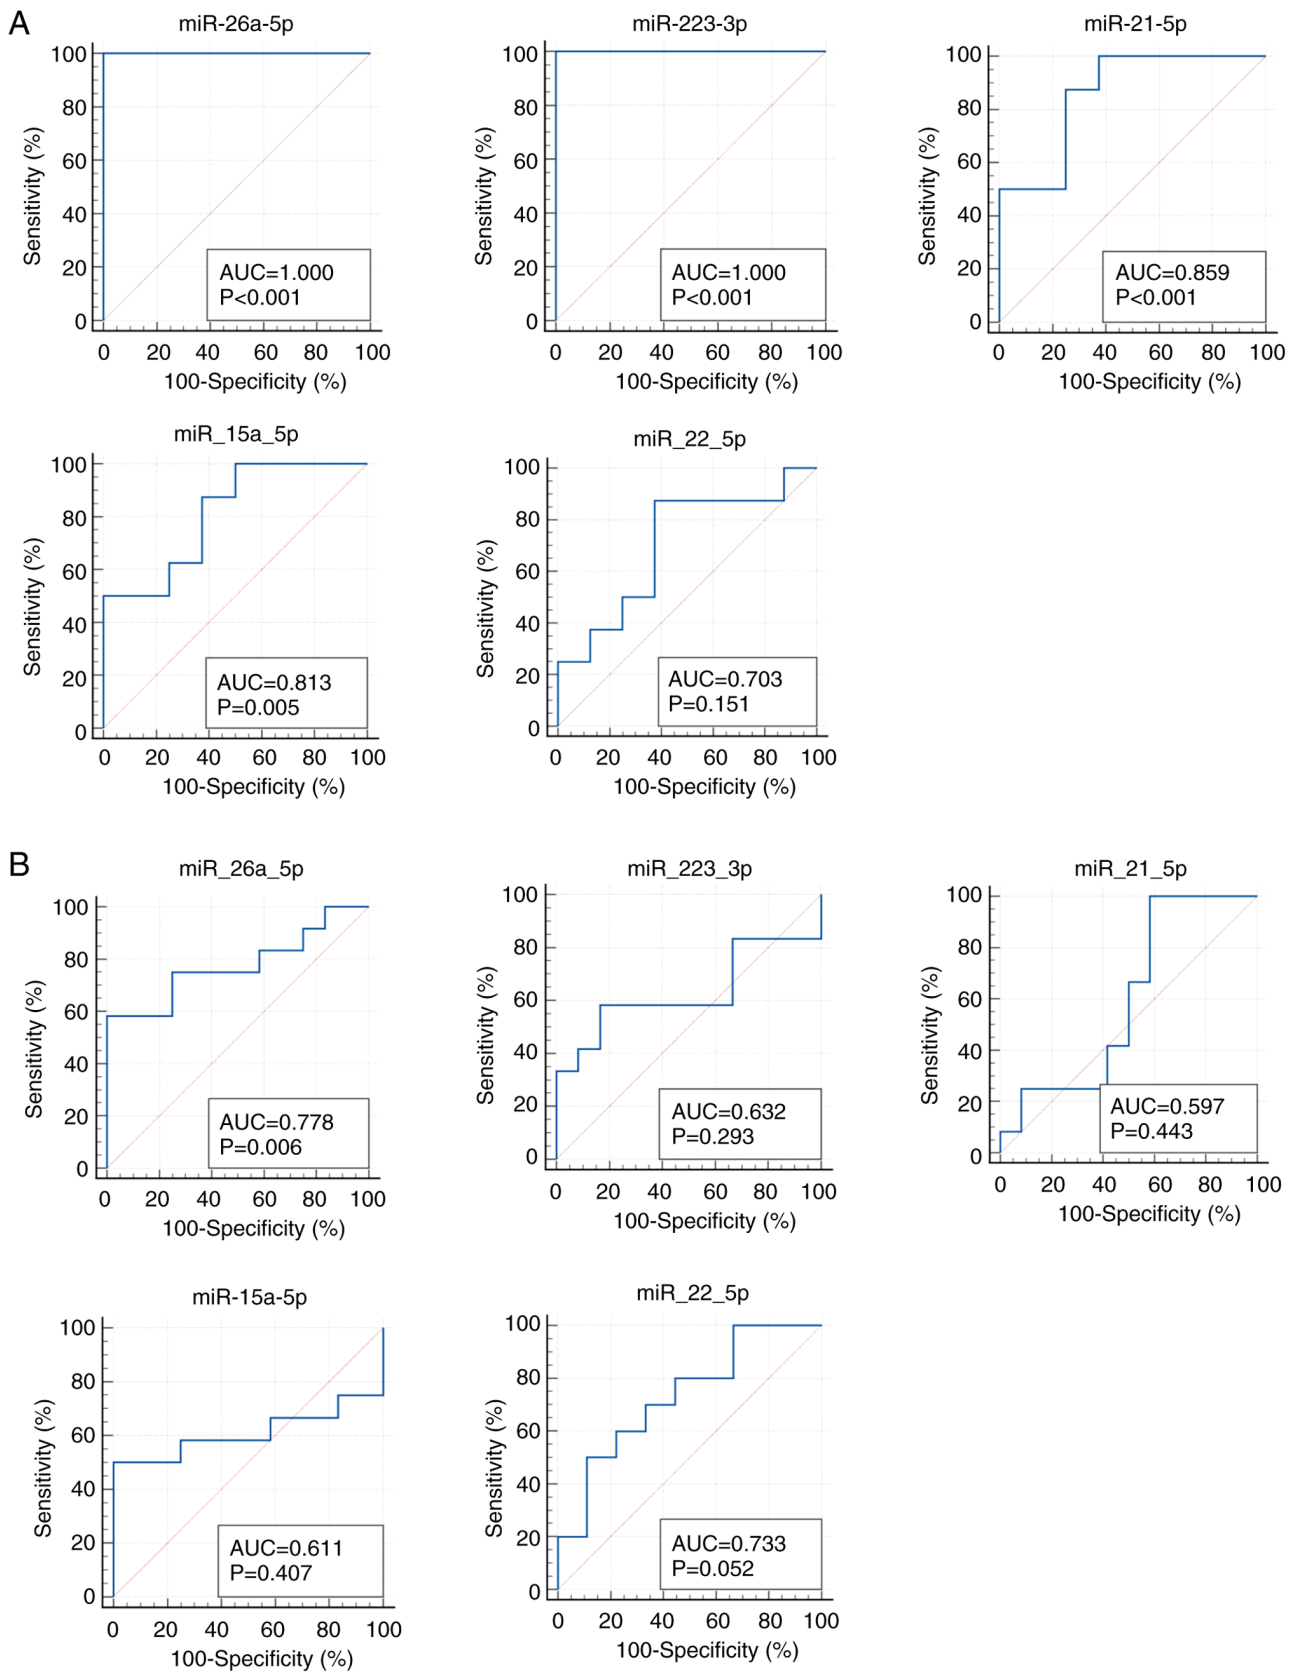 A
miR-26a-5p
miR-223-3p
miR-21-5p
100
80
60
40
20
0
Sensitivity (%)
AUC=1.000
P<0.001
0 20 40 60 80 100
100-Specificity (%)
100
80
60
40
20
0
Sensitivity (%)
AUC=1.000
P<0.001
0 20 40 60 80 100
100-Specificity (%)
100
80
60
40
20
0
Sensitivity (%)
AUC=0.859
P<0.001
0 20 40 60 80 100
100-Specificity (%)
miR_15a_5p
100
80
60
40
20
0
Sensitivity (%)
AUC=0.813
P=0.005
0 20 40 60 80 100
100-Specificity (%)
miR_22_5p
100
80
60
40
20
0
Sensitivity (%)
AUC=0.703
P=0.151
0 20 40 60 80 100
100-Specificity (%)
B
miR_26a_5p
100
80
60
40
20
0
Sensitivity (%)
AUC=0.778
P=0.006
0 20 40 60 80 100
100-Specificity (%)
miR_223_3p
100
80
60
40
20
0
Sensitivity (%)
AUC=0.632
P=0.293
0 20 40 60 80 100
100-Specificity (%)
miR_21_5p
100
80
60
40
20
0
Sensitivity (%)
AUC=0.597
P=0.443
0 20 40 60 80 100
100-Specificity (%)
miR-15a-5p
100
80
60
40
20
0
Sensitivity (%)
AUC=0.611
P=0.407
0 20 40 60 80 100
100-Specificity (%)
miR_22_5p
100
80
60
40
20
0
Sensitivity (%)
AUC=0.733
P=0.052
0 20 40 60 80 100
100-Specificity (%)